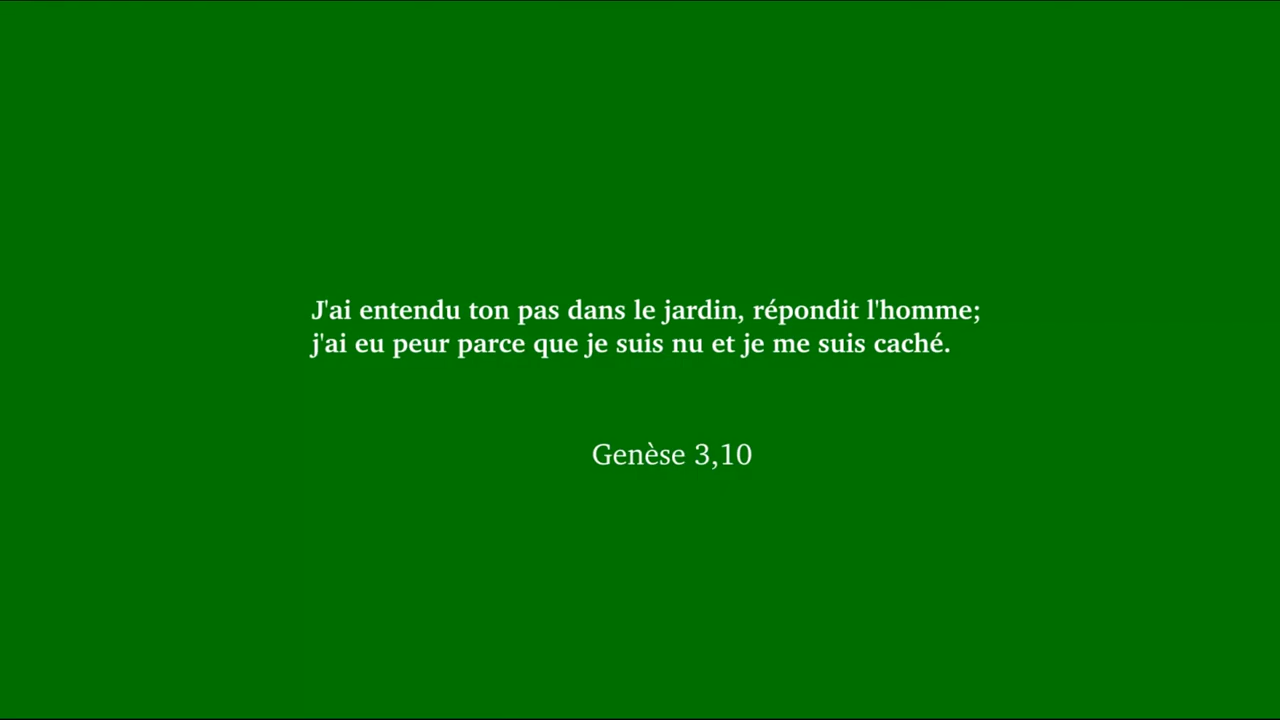 J'ai entendu ton pas dans le jardin, répondit l'homme;
j'ai eu peur parce que je suis nu et je me suis caché.
Genèse 3,10